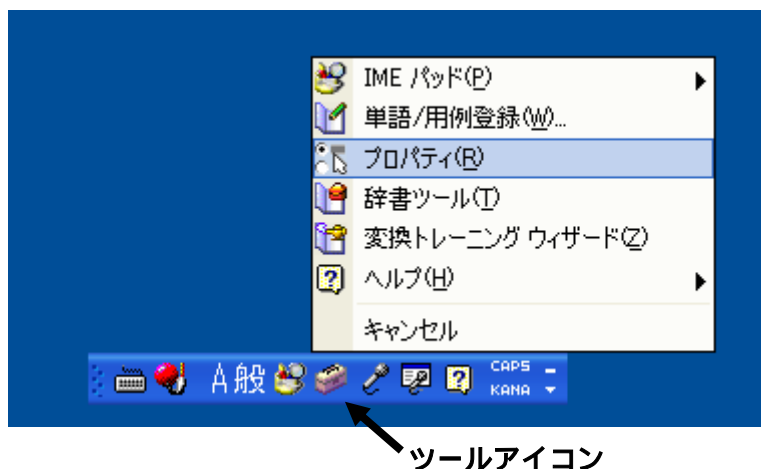 IME パッド(P)
単語/用例登録(W)...
プロパティ(R)
辞書ツール(T)
変換トレーニング ウィザード(Z)
ヘルプ(H)
キャンセル
A 般 CAPS
KANA
ツールアイコン